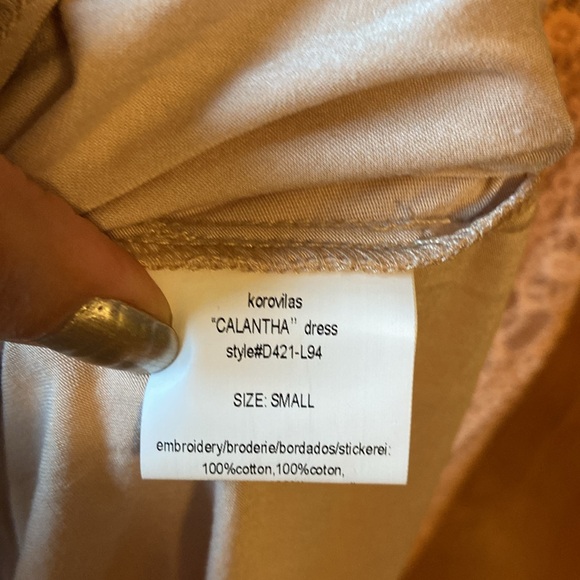 korovilas
"CALANTHA" dress
style#D421-L94
SIZE: SMALL
embroidery/broderie/bordados/stickerei:
100%cotton,100%coton,